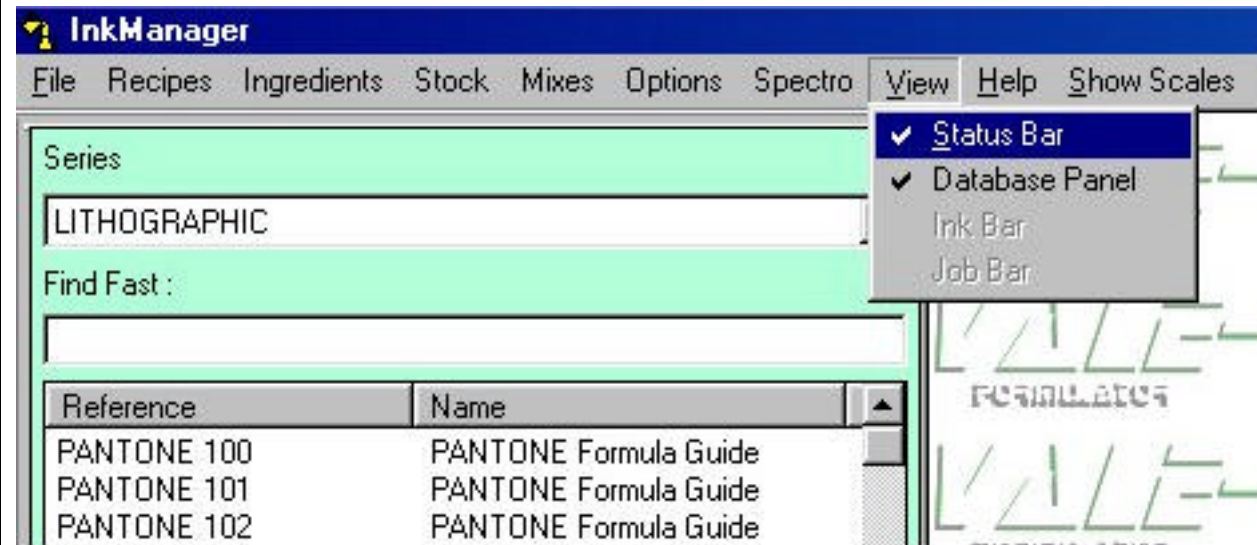 InkManager
File Recipes Ingredients Stock Mixes Options Spectro View Help Show Scales
Status Bar
Database Panel
Ink Bar
Job Bar
Series
LITHOGRAPHIC
Find Fast :
Reference Name
PANTONE 100 PANTONE Formula Guide
PANTONE 101 PANTONE Formula Guide
PANTONE 102 PANTONE Formula Guide
FORMULATOR